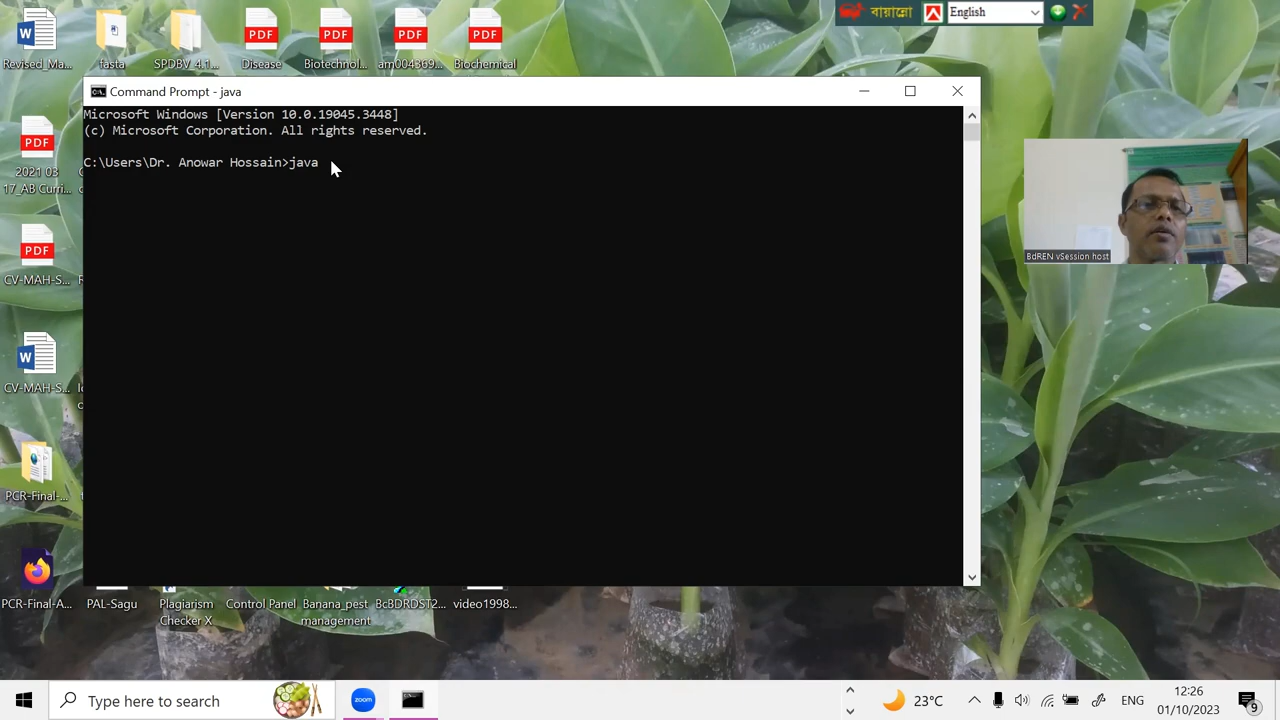 বায়ান্নো
English
Revised_Ma...
fasta
SPDBV_4.1...
PDF
Disease
PDF
Biotechnol...
PDF
am004369...
PDF
Biochemical
Command Prompt - java
Microsoft Windows [Version 10.0.19045.3448]
(c) Microsoft Corporation. All rights reserved.
C:\Users\Dr. Anowar Hossain>java
PDF
2021 03
17_AB Curri...
PDF
CV-MAH-S...
CV-MAH-S...
PCR-Final-...
BdREN vSession host
PCR-Final-A...
PAL-Sagu
Plagiarism
Checker X
Control Panel
Banana_pest
management
BcBDRDST2...
video1998...
Type here to search
zoom
23°C
ENG
12:26
01/10/2023
9